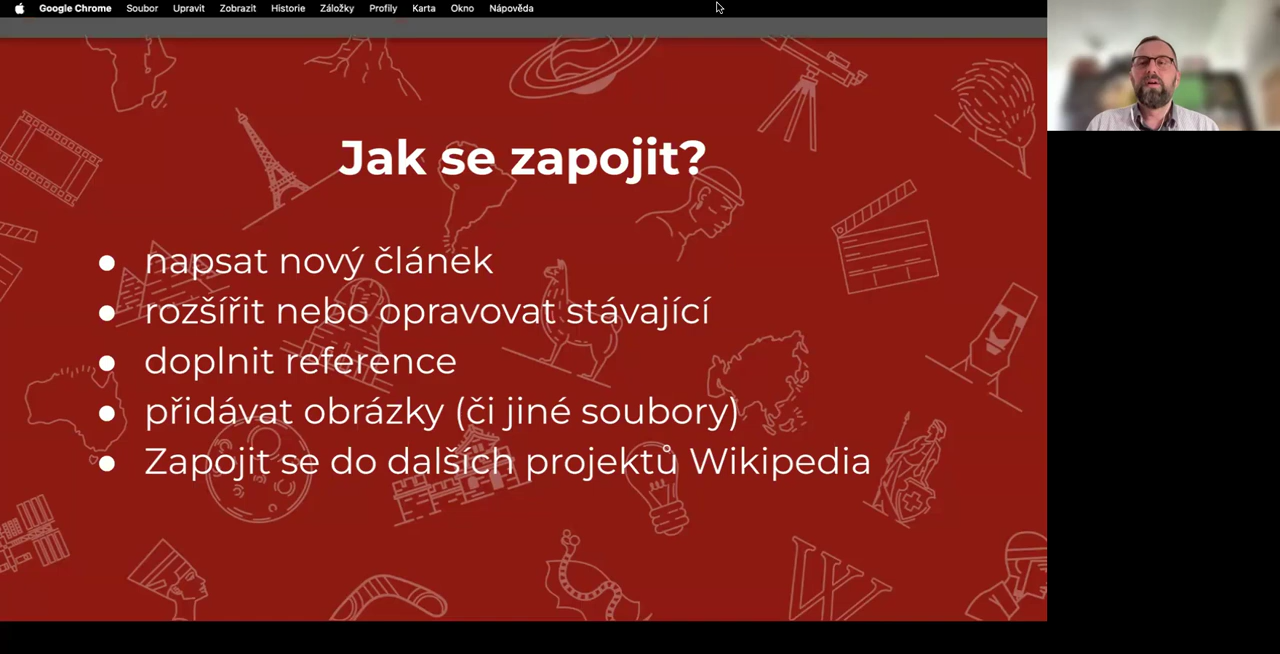 Google Chrome Soubor Upravit Zobrazit Historie Záložky Profily Karta Okno Nápověda
Jak se zapojit?
● napsat nový článek
● rozšířit nebo opravovat stávající
● doplnit reference
● přidávat obrázky (či jiné soubory)
● Zapojit se do dalších projektů Wikipedia